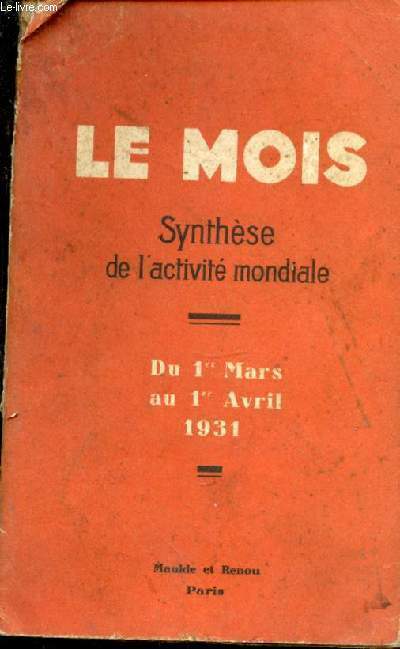 Le-livre.com
LE MOIS
Synthèse
de l'activité mondiale
Du 1er Mars
au 1er Avril
1931
Maulde et Renou
Paris